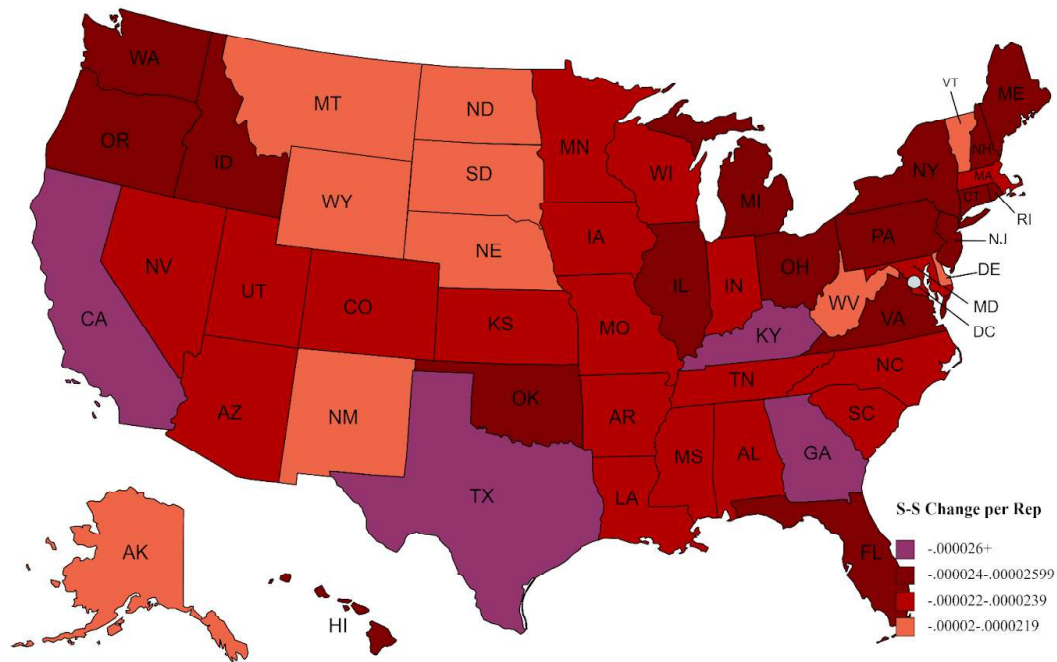 WA
MT
ND
VT
ME
OR
ID
MN
NH
SD
WI
NY
MA
WY
MI
CT
RI
IA
PA
NJ
NE
NV
OH
DE
UT
IL
IN
CA
CO
WV
MD
KS
MO
VA
DC
KY
NC
TN
OK
AZ
NM
AR
SC
MS
AL
GA
TX
LA
S-S Change per Rep
-.000026+
AK
FL
-.000024-.00002599
-.000022-.0000239
HI
-.00002-.0000219